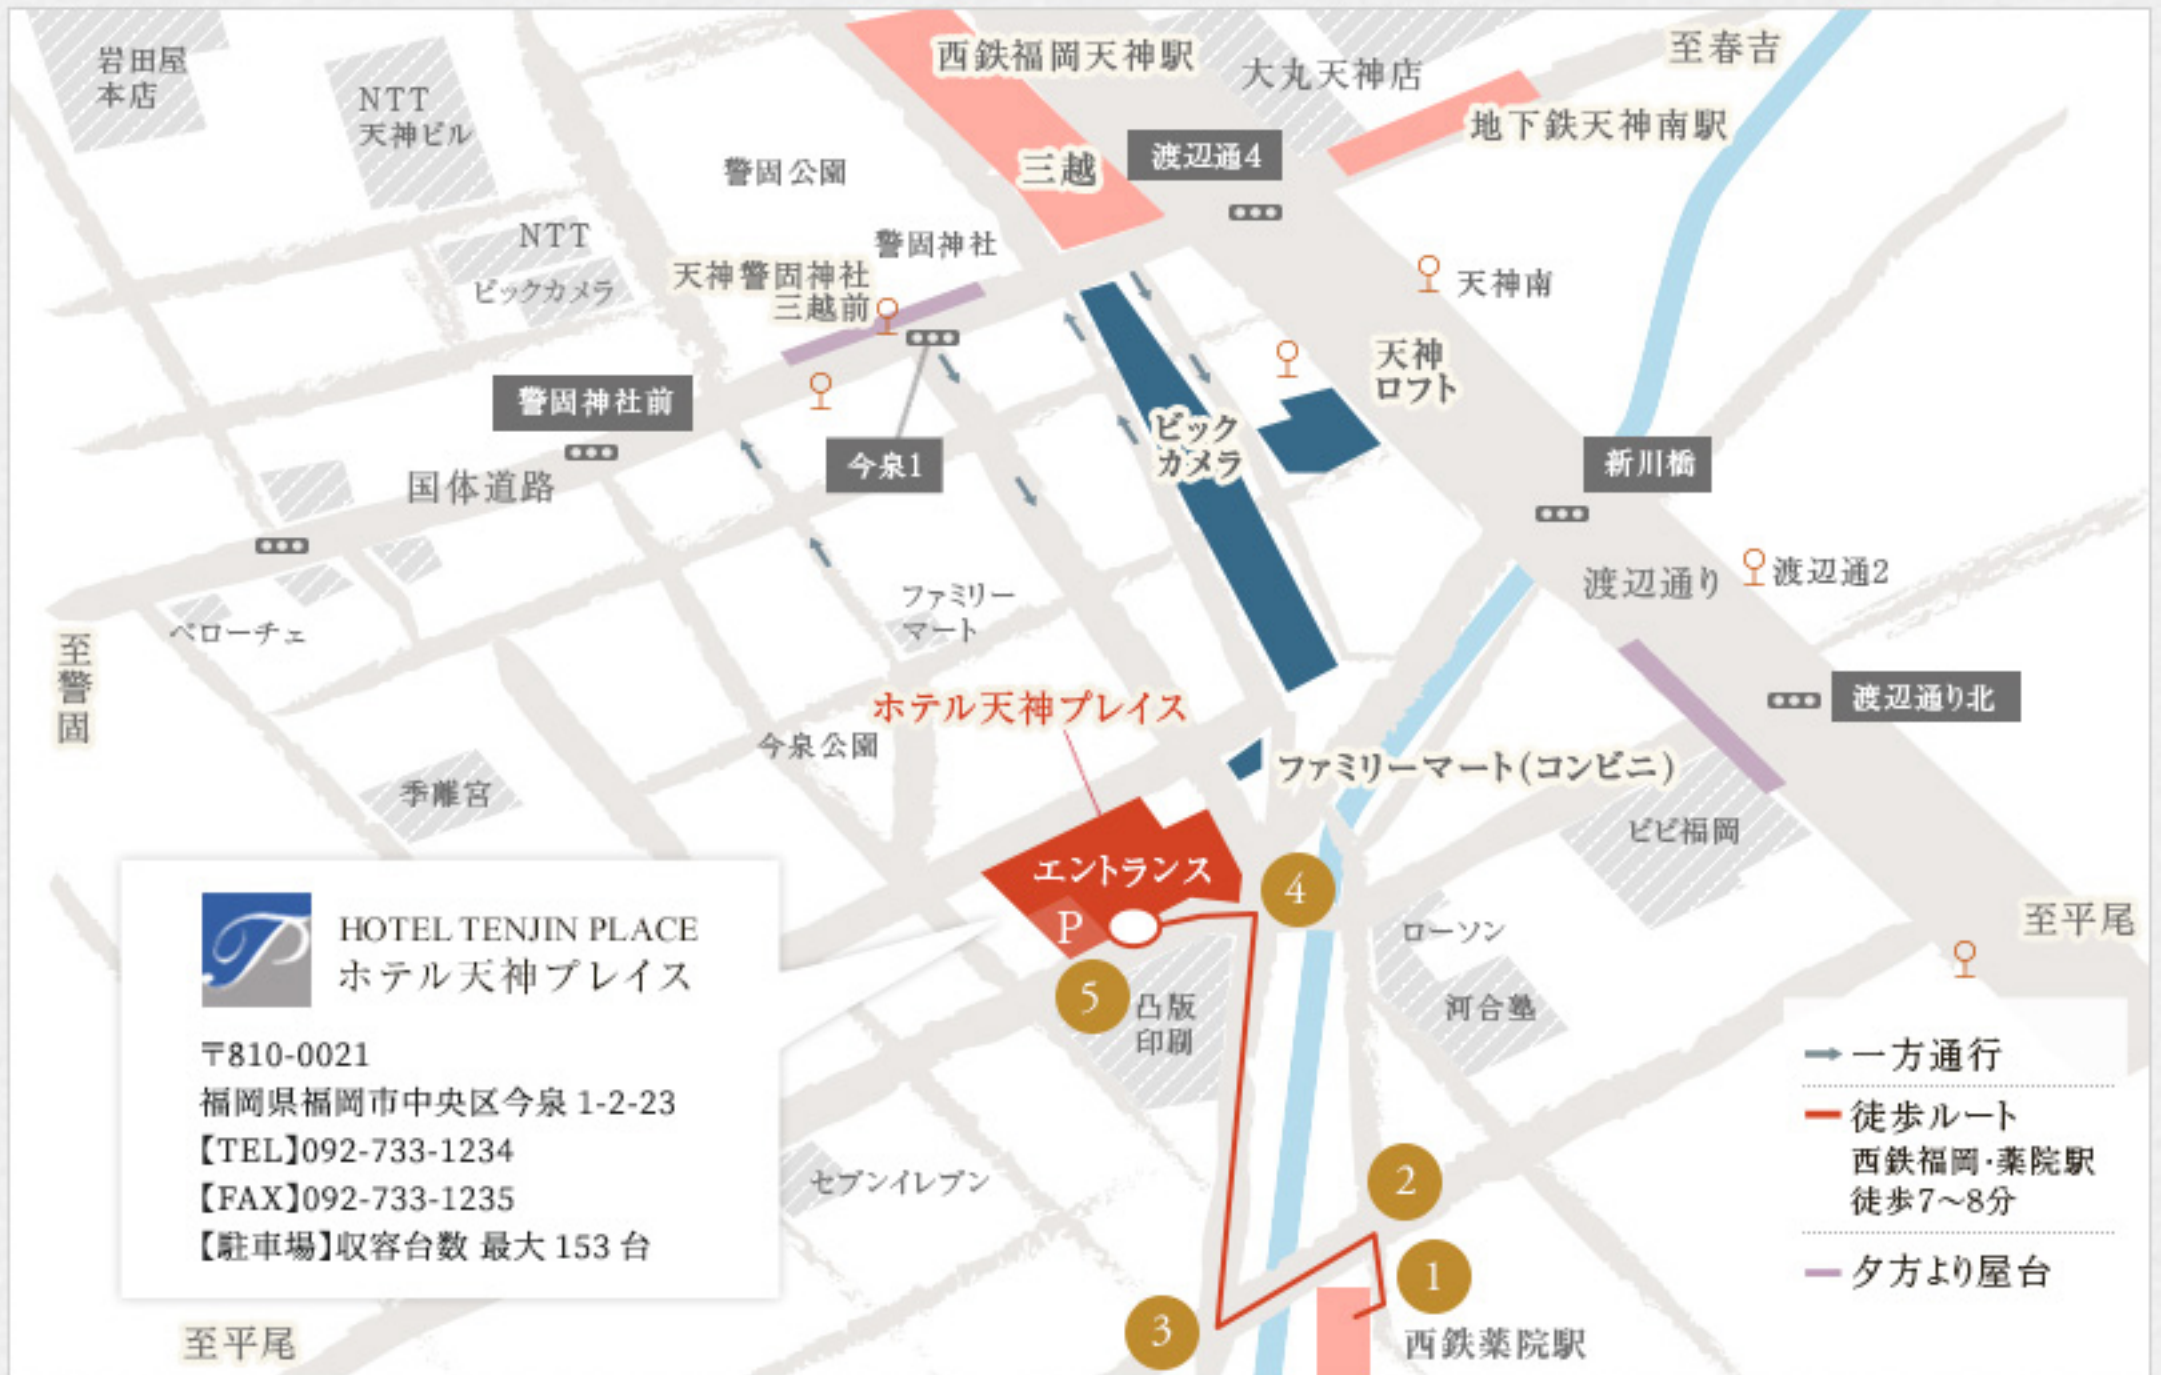 岩田屋
本店
NTT
天神ビル
西鉄福岡天神駅
大丸天神店
至春吉
地下鉄天神南駅
警固公園
三越
渡辺通4
NTT
ビックカメラ
警固神社
天神警固神社
三越前
天神南
天神
ロフト
警固神社前
今泉1
ビック
カメラ
新川橋
国体道路
渡辺通り
渡辺通2
ベローチェ
至警固
ファミリー
マート
ホテル天神プレイス
渡辺通り北
今泉公園
季離宮
ファミリーマート(コンビニ)
ビビ福岡
エントランス
P
4
5
ローソン
至平尾
凸版
印刷
河合塾
HOTEL TENJIN PLACE
ホテル天神プレイス
〒810-0021
福岡県福岡市中央区今泉 1-2-23
【TEL】092-733-1234
【FAX】092-733-1235
【駐車場】収容台数 最大 153 台
セブンイレブン
2
1
3
西鉄薬院駅
至平尾
一方通行
徒歩ルート
西鉄福岡・薬院駅
徒歩7〜8分
夕方より屋台